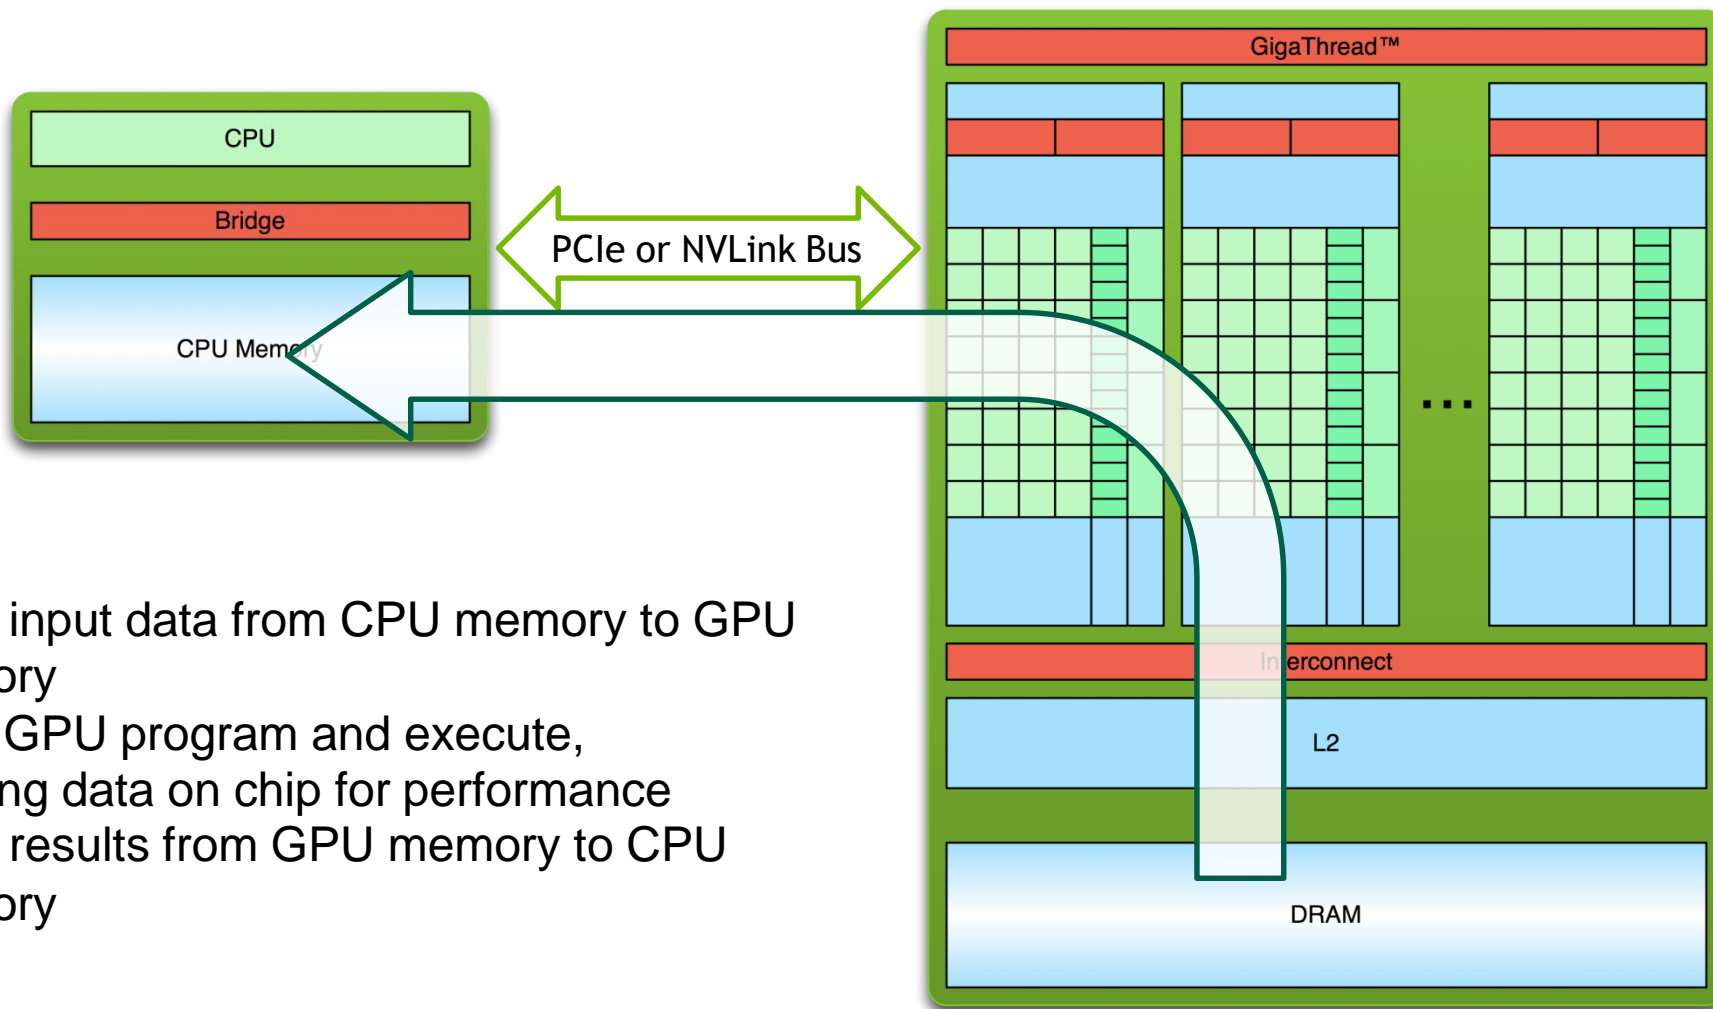 GigaThread™
CPU
Bridge
PCIe or NVLink Bus
CPU Memory
...
input data from CPU memory to GPU
ory
GPU program and execute,
ng data on chip for performance
results from GPU memory to CPU
ory
Interconnect
L2
DRAM